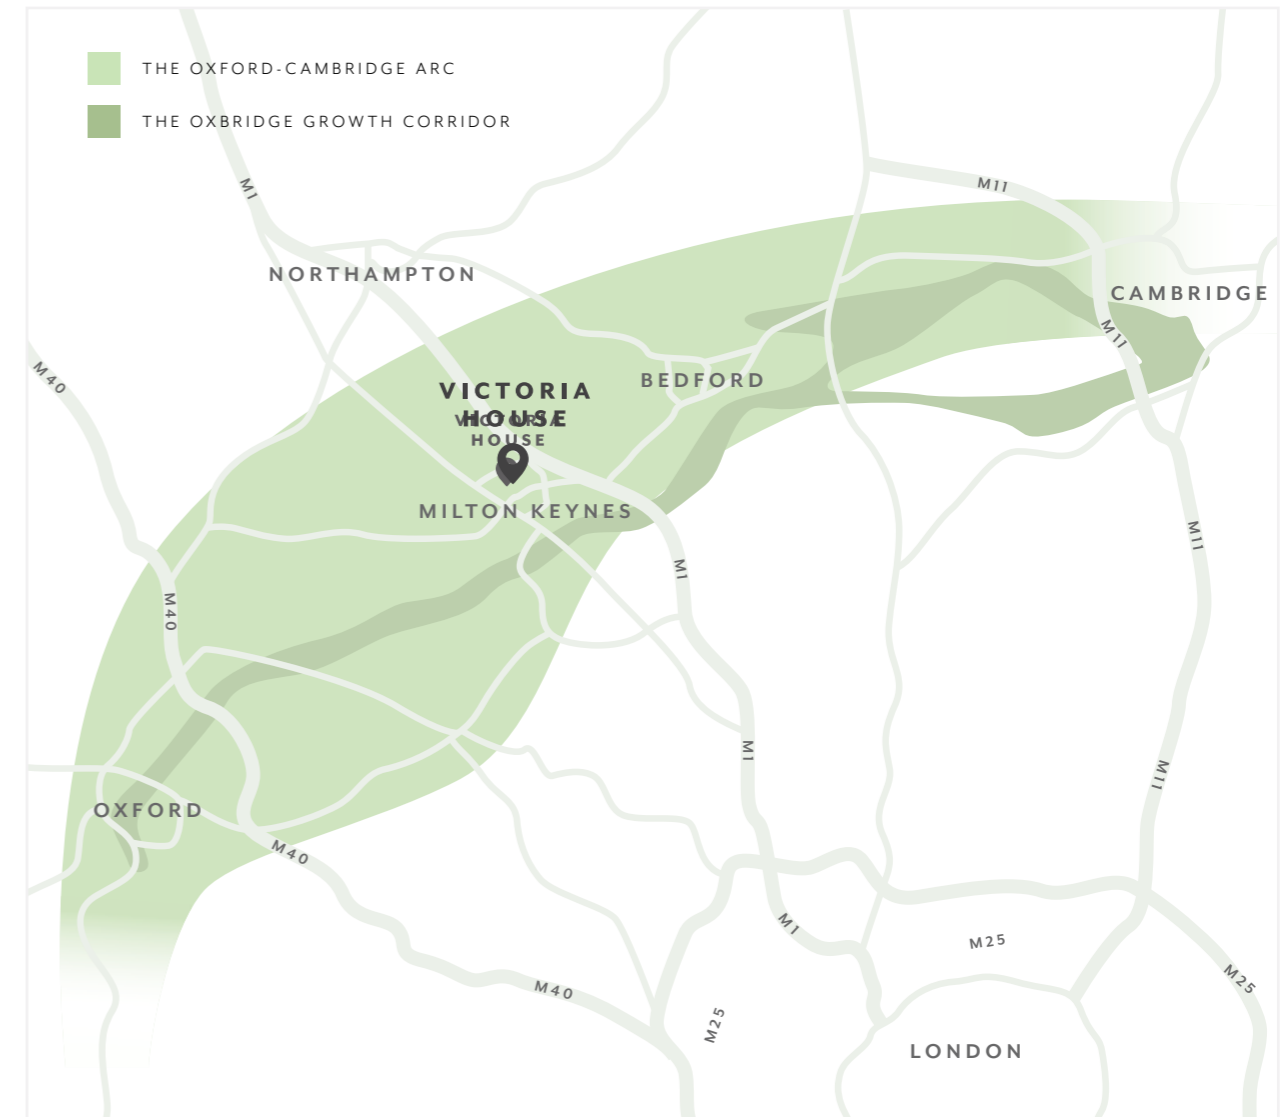 THE OXFORD-CAMBRIDGE ARC
THE OXBRIDGE GROWTH CORRIDOR
M1
M11
NORTHAMPTON
CAMBRIDGE
M11
M40
BEDFORD
VICTORIA
HOUSE
VICTORIA
HOUSE
MILTON KEYNES
M11
M1
M40
M1
M11
OXFORD
M40
M1
M25
M25
M40
M25
LONDON